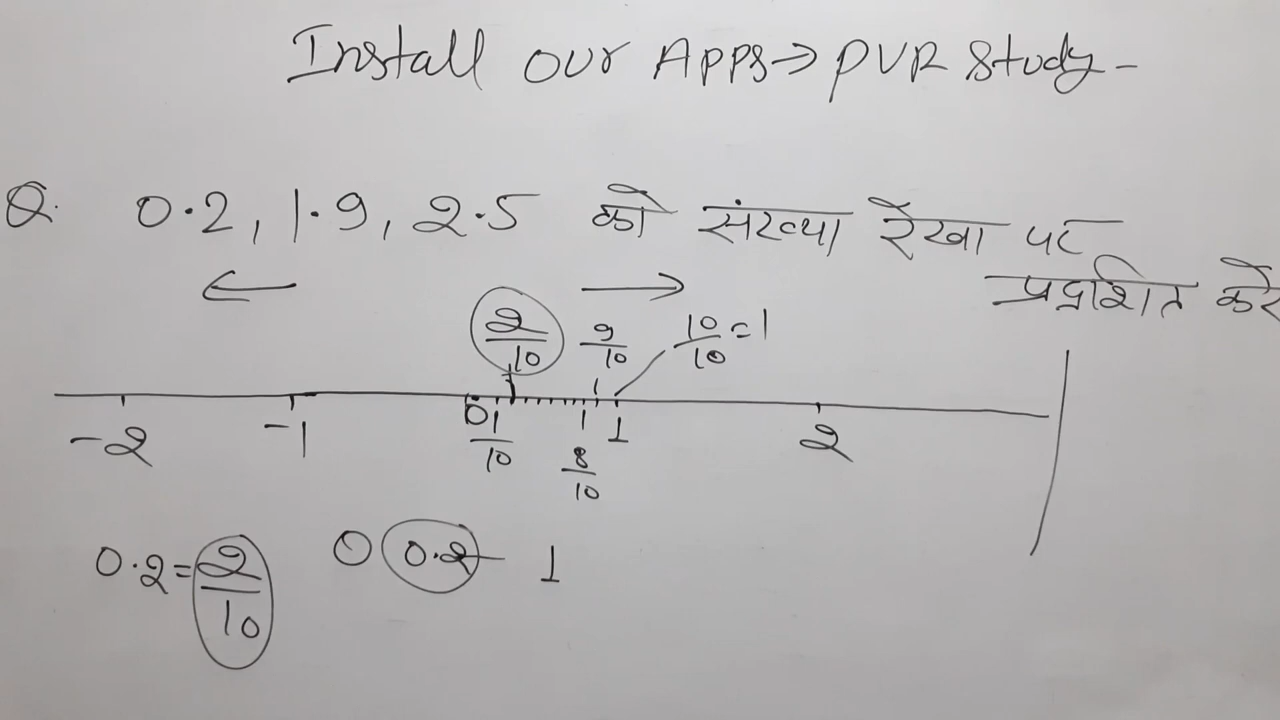 Install our Apps→ PVR Study-
Q. 0.2, 1.9, 2.5 को संख्या रेखा पर
प्रदर्शित करें
2/10 9/10 10/10=1
-2 -1 0 1/10 8/10 1 2
0.2=2/10 0 0.2 1